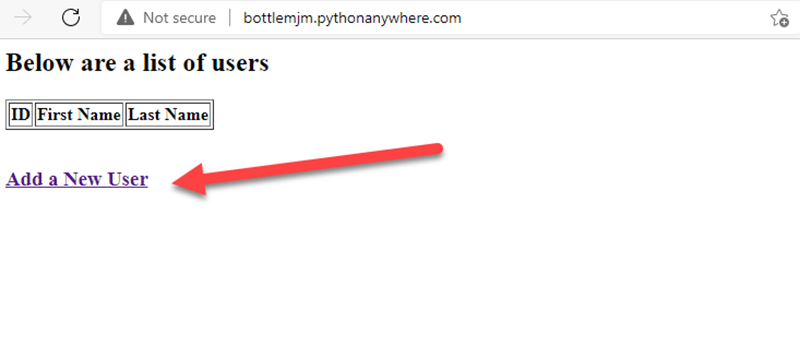 Not secure bottlemjm.pythonanywhere.com
Below are a list of users
ID First Name Last Name
Add a New User